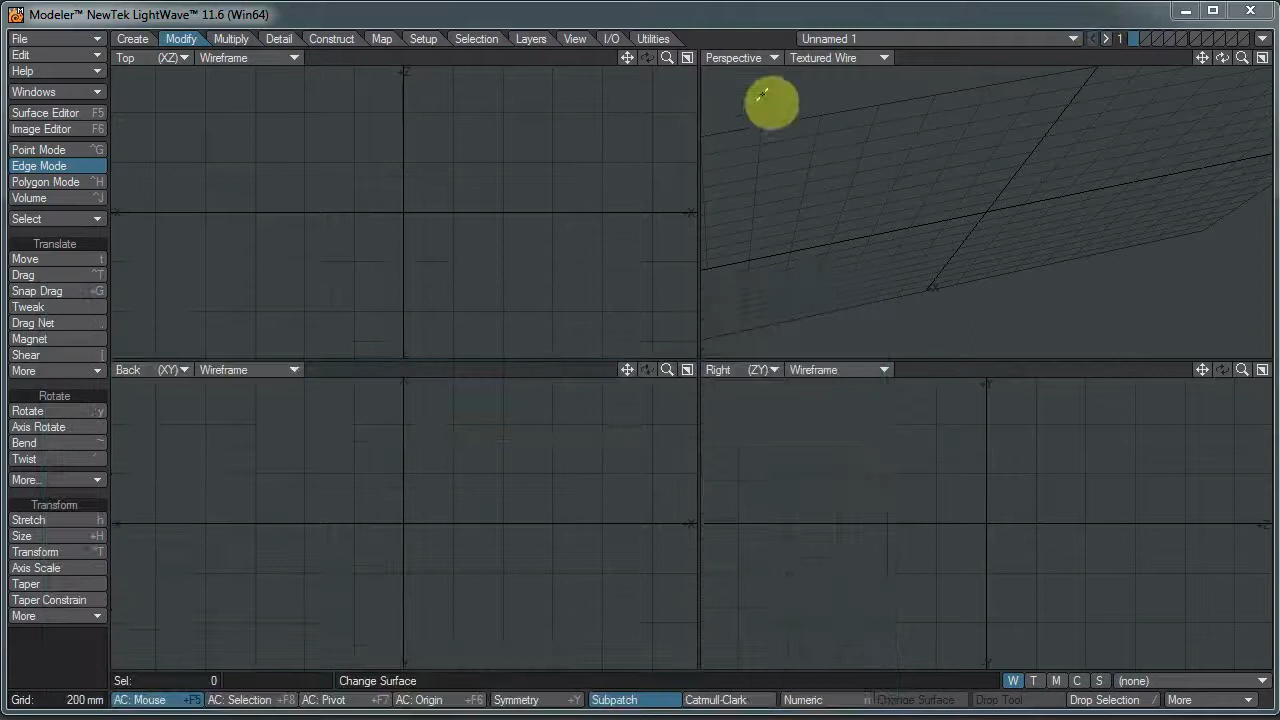 Modeler™ NewTek LightWave™ 11.6 (Win64)
File
Create
Modify
Multiply
Detail
Construct
Map
Setup
Selection
Layers
View
I/O
Utilities
Unnamed 1
1
Edit
Help
Windows
Surface Editor F5
Image Editor F6
Point Mode ^G
Edge Mode
Polygon Mode ^H
Volume ^J
Select
Translate
Move t
Drag ^T
Snap Drag +G
Tweak
Drag Net ;
Magnet
Shear [
More
Rotate
Rotate y
Axis Rotate
Bend ~
Twist
More...
Transform
Stretch h
Size +H
Transform ^T
Axis Scale
Taper
Taper Constrain
More
Top (XZ) Wireframe
Perspective Textured Wire
Back (XY) Wireframe
Right (ZY) Wireframe
Sel: 0 Change Surface
W T M C S (none)
Grid: 200 mm
AC: Mouse +F5
AC: Selection +F8
AC: Pivot +F7
AC: Origin +F6
Symmetry +Y
Subpatch
Catmull-Clark
Numeric n
Change Surface
Drop Tool
Drop Selection /
More